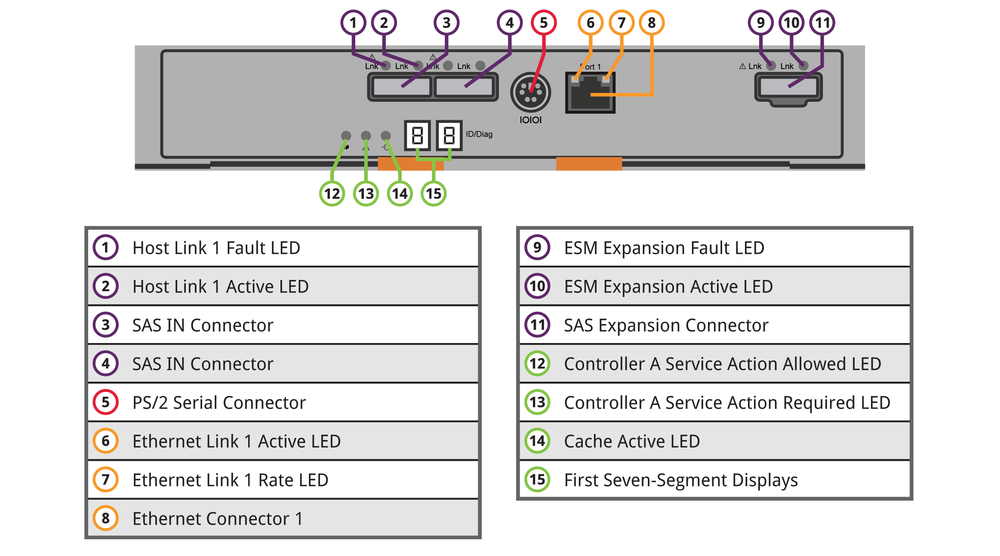 1 2 3 4 5 6 7 8 9 10 11
Lnk Lnk Lnk Lnk Port 1 Lnk Lnk
IOIOI
8 8 ID/Diag
12 13 14 15
1 Host Link 1 Fault LED
2 Host Link 1 Active LED
3 SAS IN Connector
4 SAS IN Connector
5 PS/2 Serial Connector
6 Ethernet Link 1 Active LED
7 Ethernet Link 1 Rate LED
8 Ethernet Connector 1
9 ESM Expansion Fault LED
10 ESM Expansion Active LED
11 SAS Expansion Connector
12 Controller A Service Action Allowed LED
13 Controller A Service Action Required LED
14 Cache Active LED
15 First Seven-Segment Displays